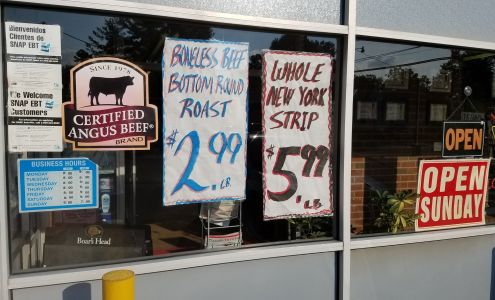 Bienvenidos
Clientes de
SNAP EBT
We Welcome
SNAP EBT
Customers
SINCE 1978
CERTIFIED
ANGUS BEEF®
BRAND
BUSINESS HOURS
MONDAY
TUESDAY
WEDNESDAY
THURSDAY
FRIDAY
SATURDAY
SUNDAY
Boar's Head
BONELESS BEEF
BOTTOM ROUND
ROAST
$2.99 LB.
WHOLE
NEW YORK
STRIP
$5.99 LB.
OPEN
OPEN
SUNDAY